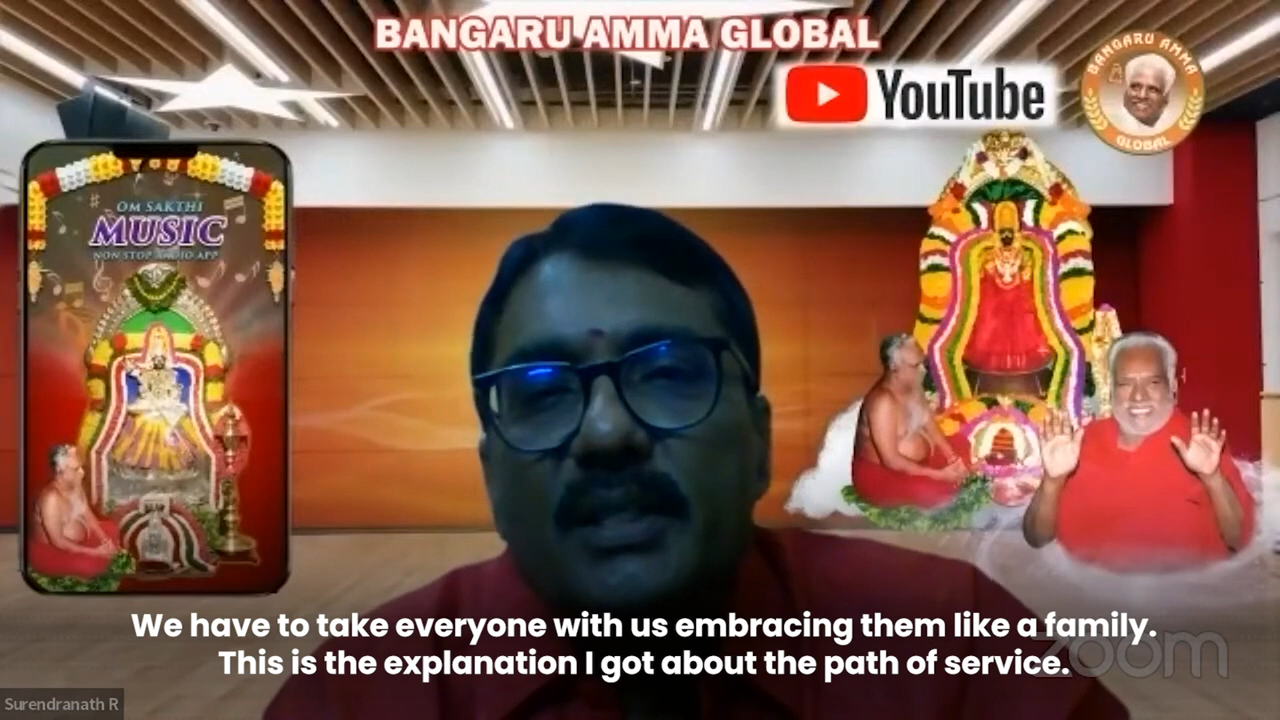 BANGARU AMMA GLOBAL
YouTube
BANGARU AMMA
GLOBAL
OM SAKTHI
MUSIC
NON STOP AUDIO APP
We have to take everyone with us embracing them like a family.
This is the explanation I got about the path of service.
zoom
Surendranath R